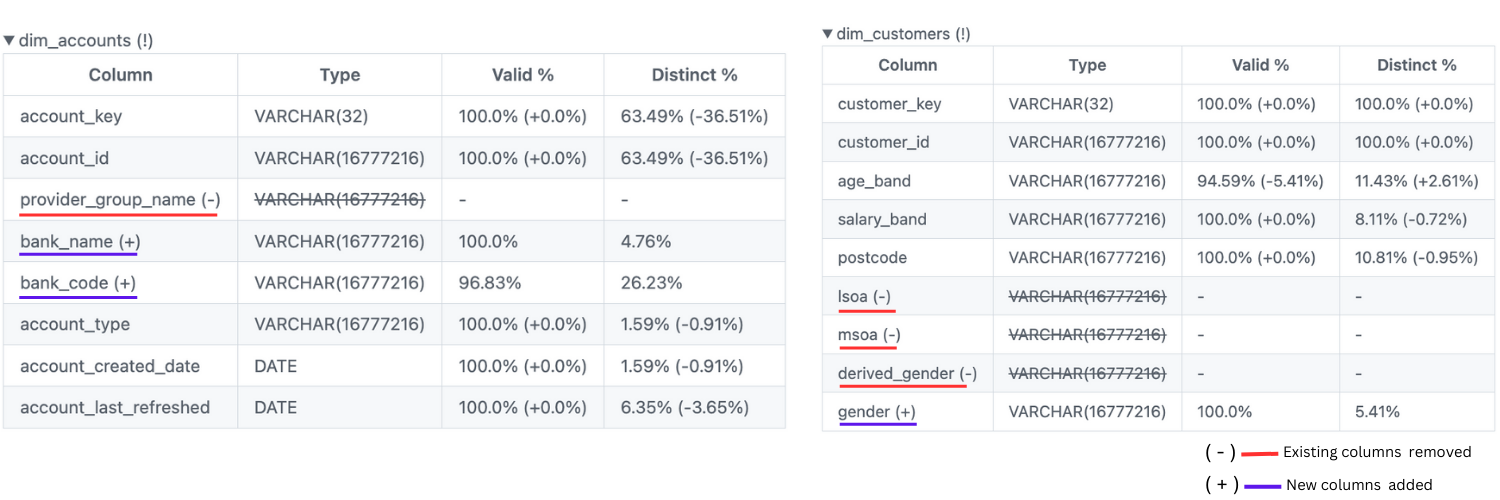 ▼ dim_accounts (!)
Column Type Valid % Distinct %
account_key VARCHAR(32) 100.0% (+0.0%) 63.49% (-36.51%)
account_id VARCHAR(16777216) 100.0% (+0.0%) 63.49% (-36.51%)
provider_group_name (-) VARCHAR(16777216) - -
bank_name (+) VARCHAR(16777216) 100.0% 4.76%
bank_code (+) VARCHAR(16777216) 96.83% 26.23%
account_type VARCHAR(16777216) 100.0% (+0.0%) 1.59% (-0.91%)
account_created_date DATE 100.0% (+0.0%) 1.59% (-0.91%)
account_last_refreshed DATE 100.0% (+0.0%) 6.35% (-3.65%)
▼ dim_customers (!)
Column Type Valid % Distinct %
customer_key VARCHAR(32) 100.0% (+0.0%) 100.0% (+0.0%)
customer_id VARCHAR(16777216) 100.0% (+0.0%) 100.0% (+0.0%)
age_band VARCHAR(16777216) 94.59% (-5.41%) 11.43% (+2.61%)
salary_band VARCHAR(16777216) 100.0% (+0.0%) 8.11% (-0.72%)
postcode VARCHAR(16777216) 100.0% (+0.0%) 10.81% (-0.95%)
lsoa (-) VARCHAR(16777216) - -
msoa (-) VARCHAR(16777216) - -
derived_gender (-) VARCHAR(16777216) - -
gender (+) VARCHAR(16777216) 100.0% 5.41%
( - ) Existing columns removed
( + ) New columns added